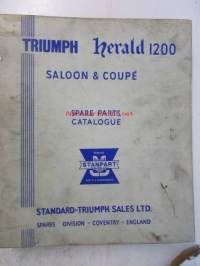 TRIUMPH Herald 1200
SALOON & COUPÉ
SPARE PARTS
CATALOGUE
STANPART
STANDARD-TRIUMPH SALES LTD.
SPARES DIVISION - COVENTRY - ENGLAND